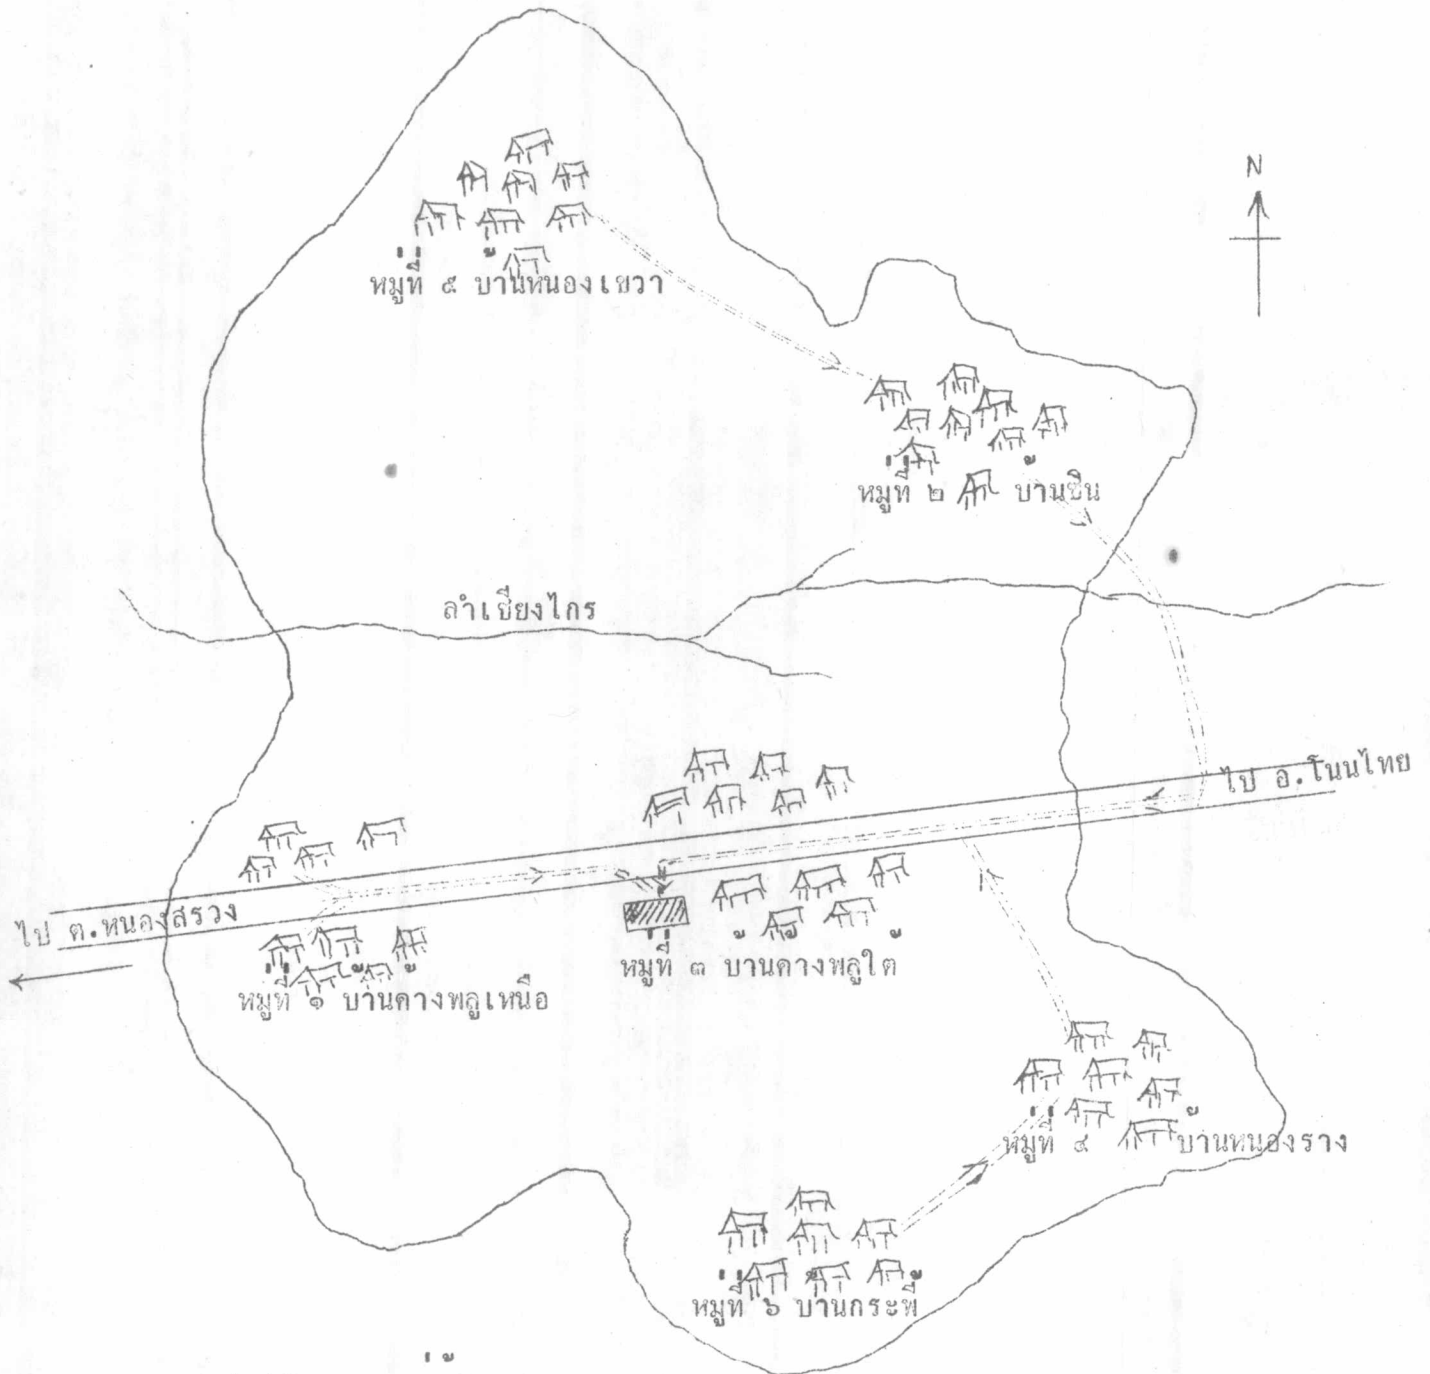 N
หมู่ที่ ๕ บ้านหนองเขวา
หมู่ที่ ๒ บ้านซิน
ลำเชียงไกร
ไป อ.โนนไทย
ไป ต.หนองสรวง
หมู่ที่ ๓ บ้านค้างพลูใต้
หมู่ที่ ๑ บ้านค้างพลูเหนือ
หมู่ที่ ๔ บ้านหนองราง
หมู่ที่ ๖ บ้านกระพี้